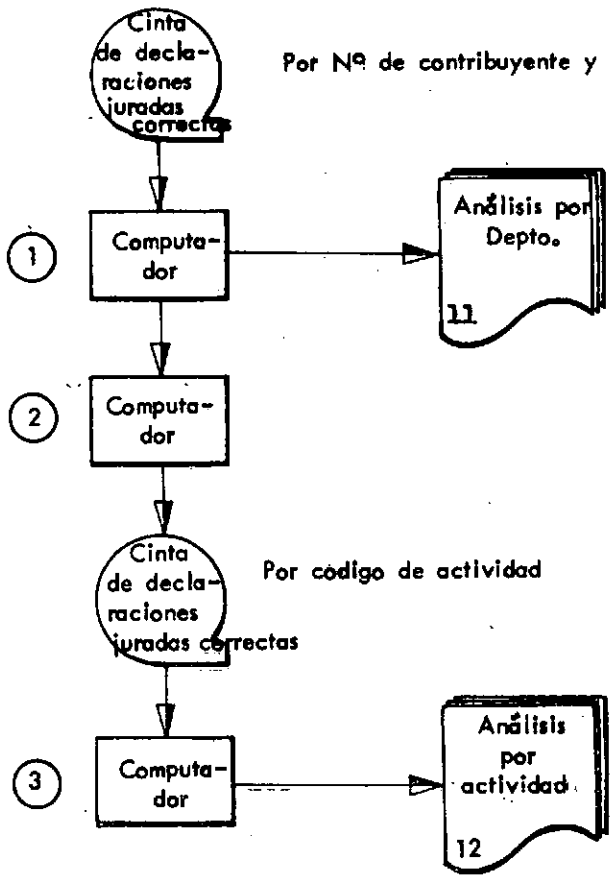 Cinta
de decla-
raciones
juradas
correctas
Por Nº de contribuyente y
1
Computa-
dor
Análisis por
Depto.
11
2
Computa-
dor
Cinta
de decla-
raciones
juradas correctas
Por código de actividad
3
Computa-
dor
Análisis
por
actividad
12